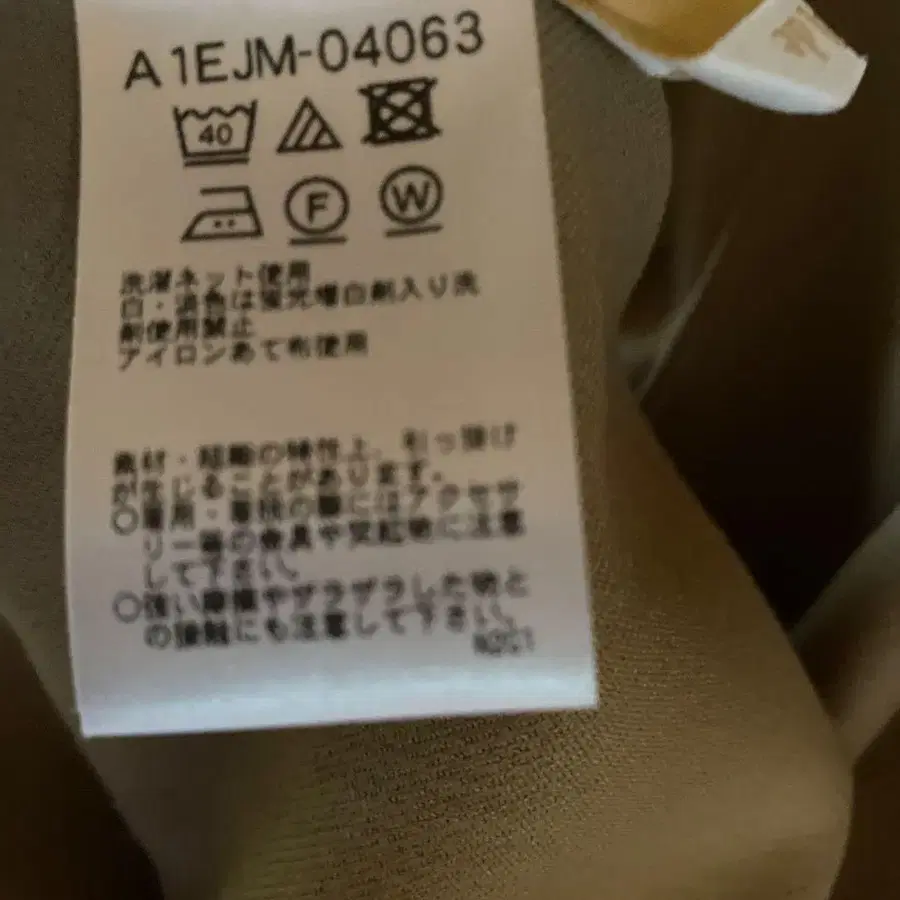 A1EJM-04063
40
F W
洗濯ネット使用
白・淡色は蛍光増白剤入り洗
剤使用禁止
アイロンあて布使用
素材・組織の特性上、引っ掛け
が生じることがあります。
○着用・着脱の際にはアクセサ
リー等の金具や突起物に注意
して下さい。
○強い摩擦やザラザラした物と
の接触にも注意して下さい。